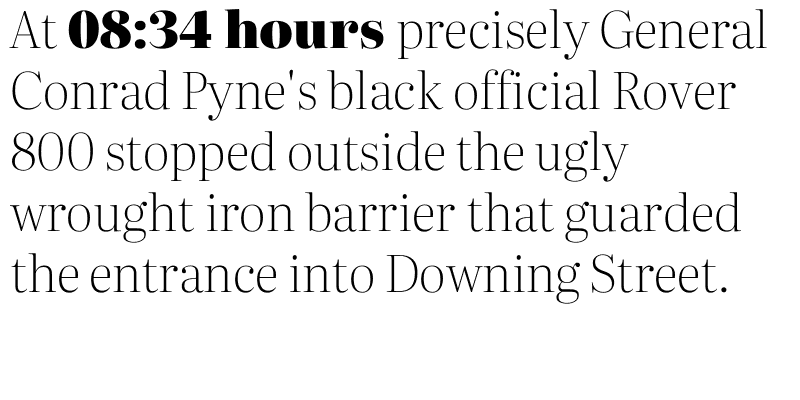 At 08:34 hours precisely General
Conrad Pyne's black official Rover
800 stopped outside the ugly
wrought iron barrier that guarded
the entrance into Downing Street.